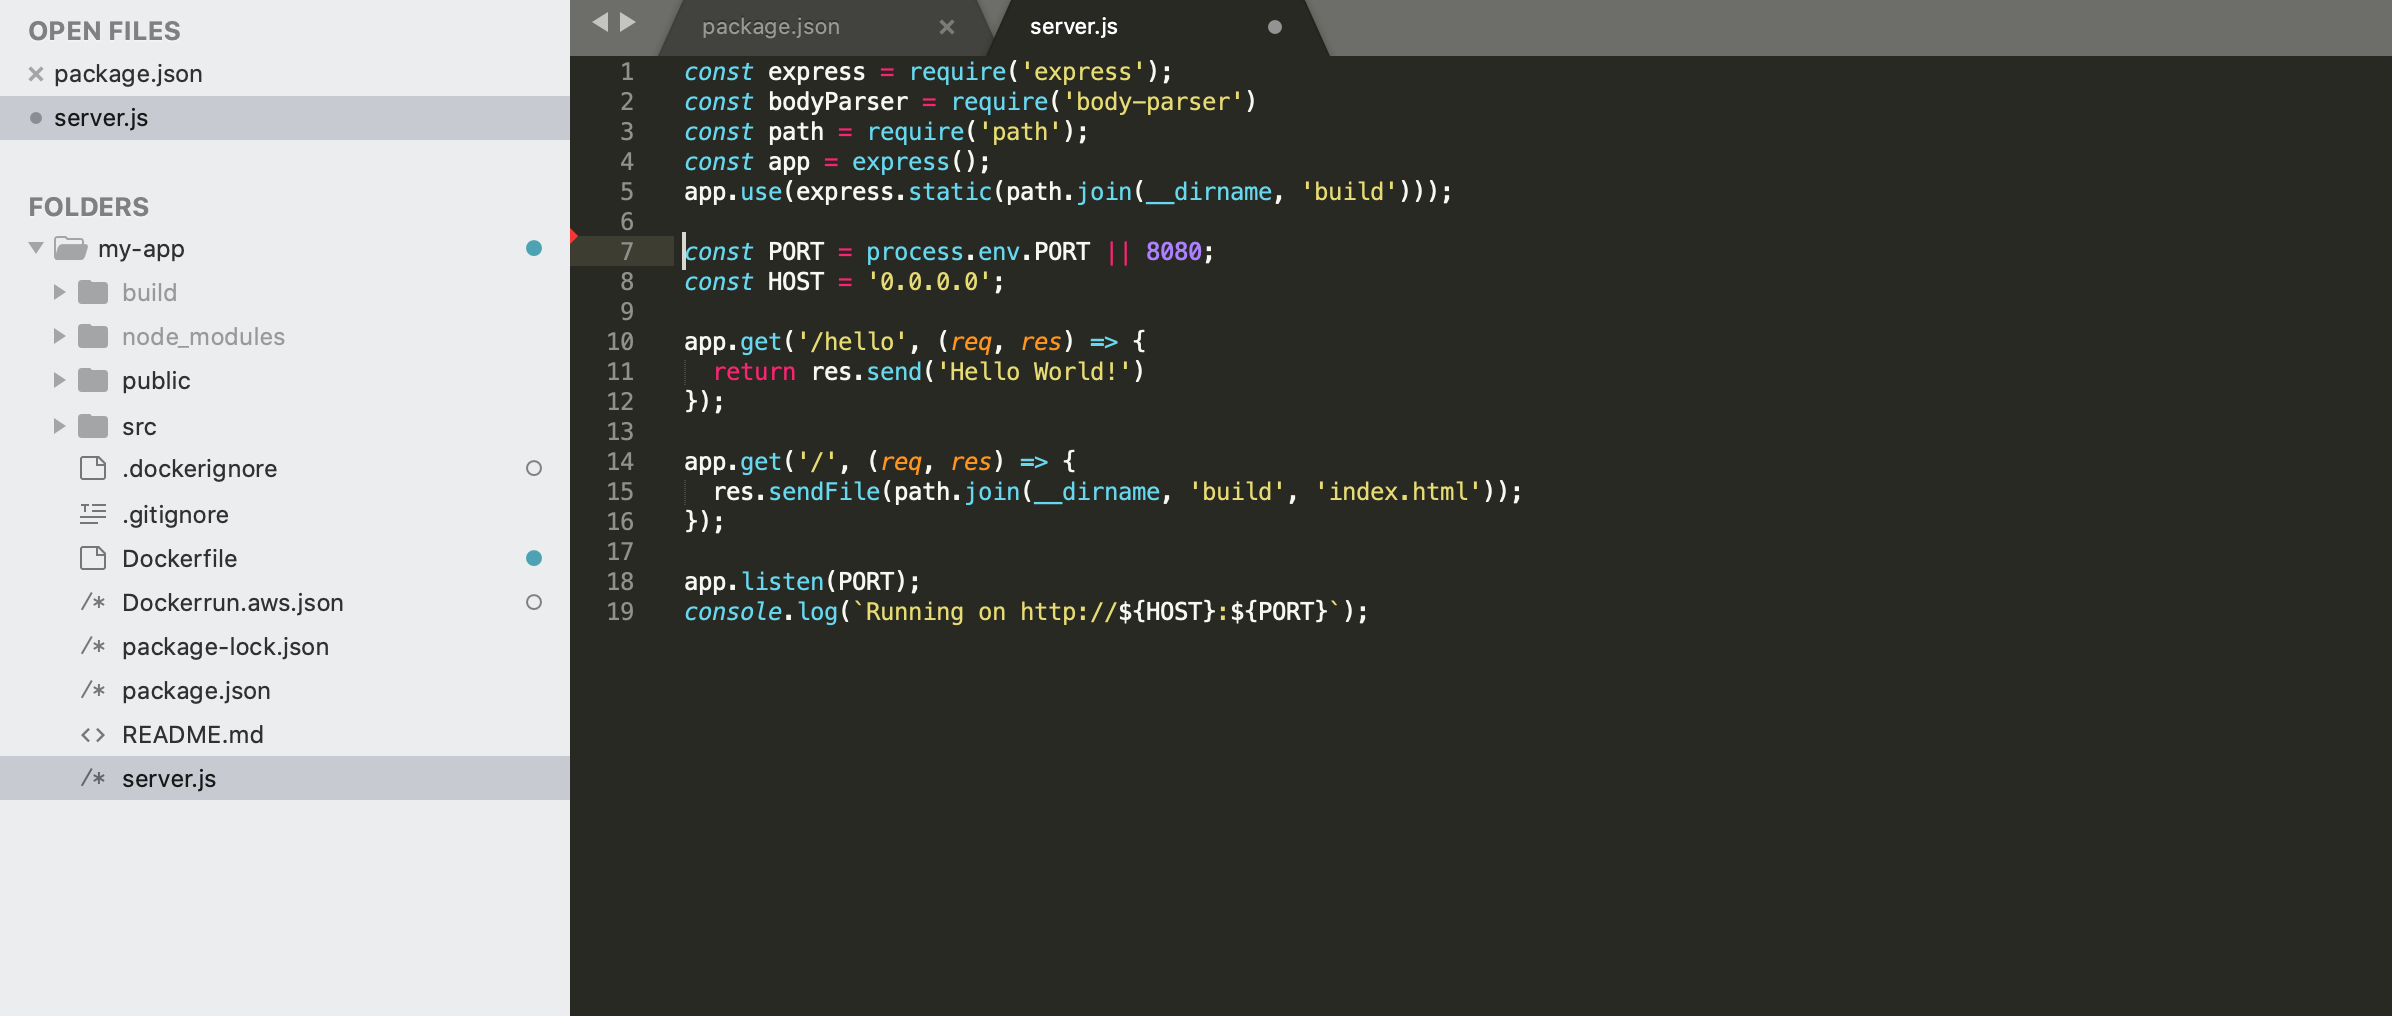 OPEN FILES
package.json
server.js
FOLDERS
my-app
build
node_modules
public
src
.dockerignore
.gitignore
Dockerfile
/* Dockerrun.aws.json
/* package-lock.json
/* package.json
<> README.md
/* server.js
package.json
server.js
1 const express = require('express');
2 const bodyParser = require('body-parser')
3 const path = require('path');
4 const app = express();
5 app.use(express.static(path.join(__dirname, 'build')));
6
7 const PORT = process.env.PORT || 8080;
8 const HOST = '0.0.0.0';
9
10 app.get('/hello', (req, res) => {
11   return res.send('Hello World!')
12 });
13
14 app.get('/', (req, res) => {
15   res.sendFile(path.join(__dirname, 'build', 'index.html'));
16 });
17
18 app.listen(PORT);
19 console.log(`Running on http://${HOST}:${PORT}`);